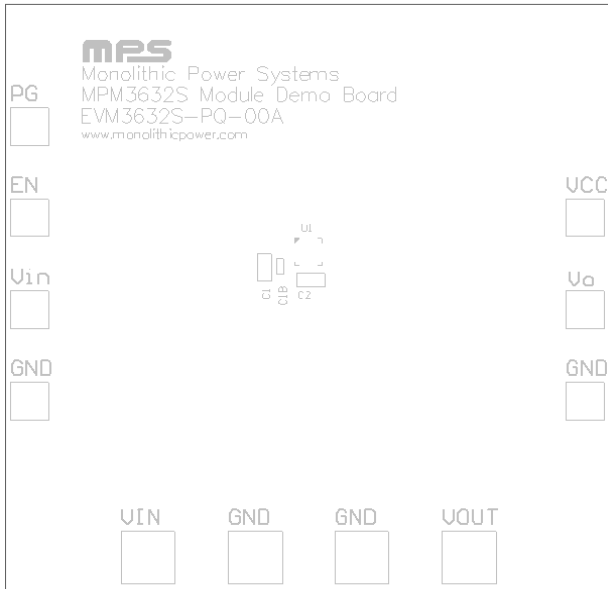 MPS
Monolithic Power Systems
MPM3632S Module Demo Board
EVM3632S-PQ-00A
www.monolithicpower.com
PG
EN
VCC
U1
Vin
Vo
C1
C1B
C2
GND
GND
VIN
GND
GND
VOUT